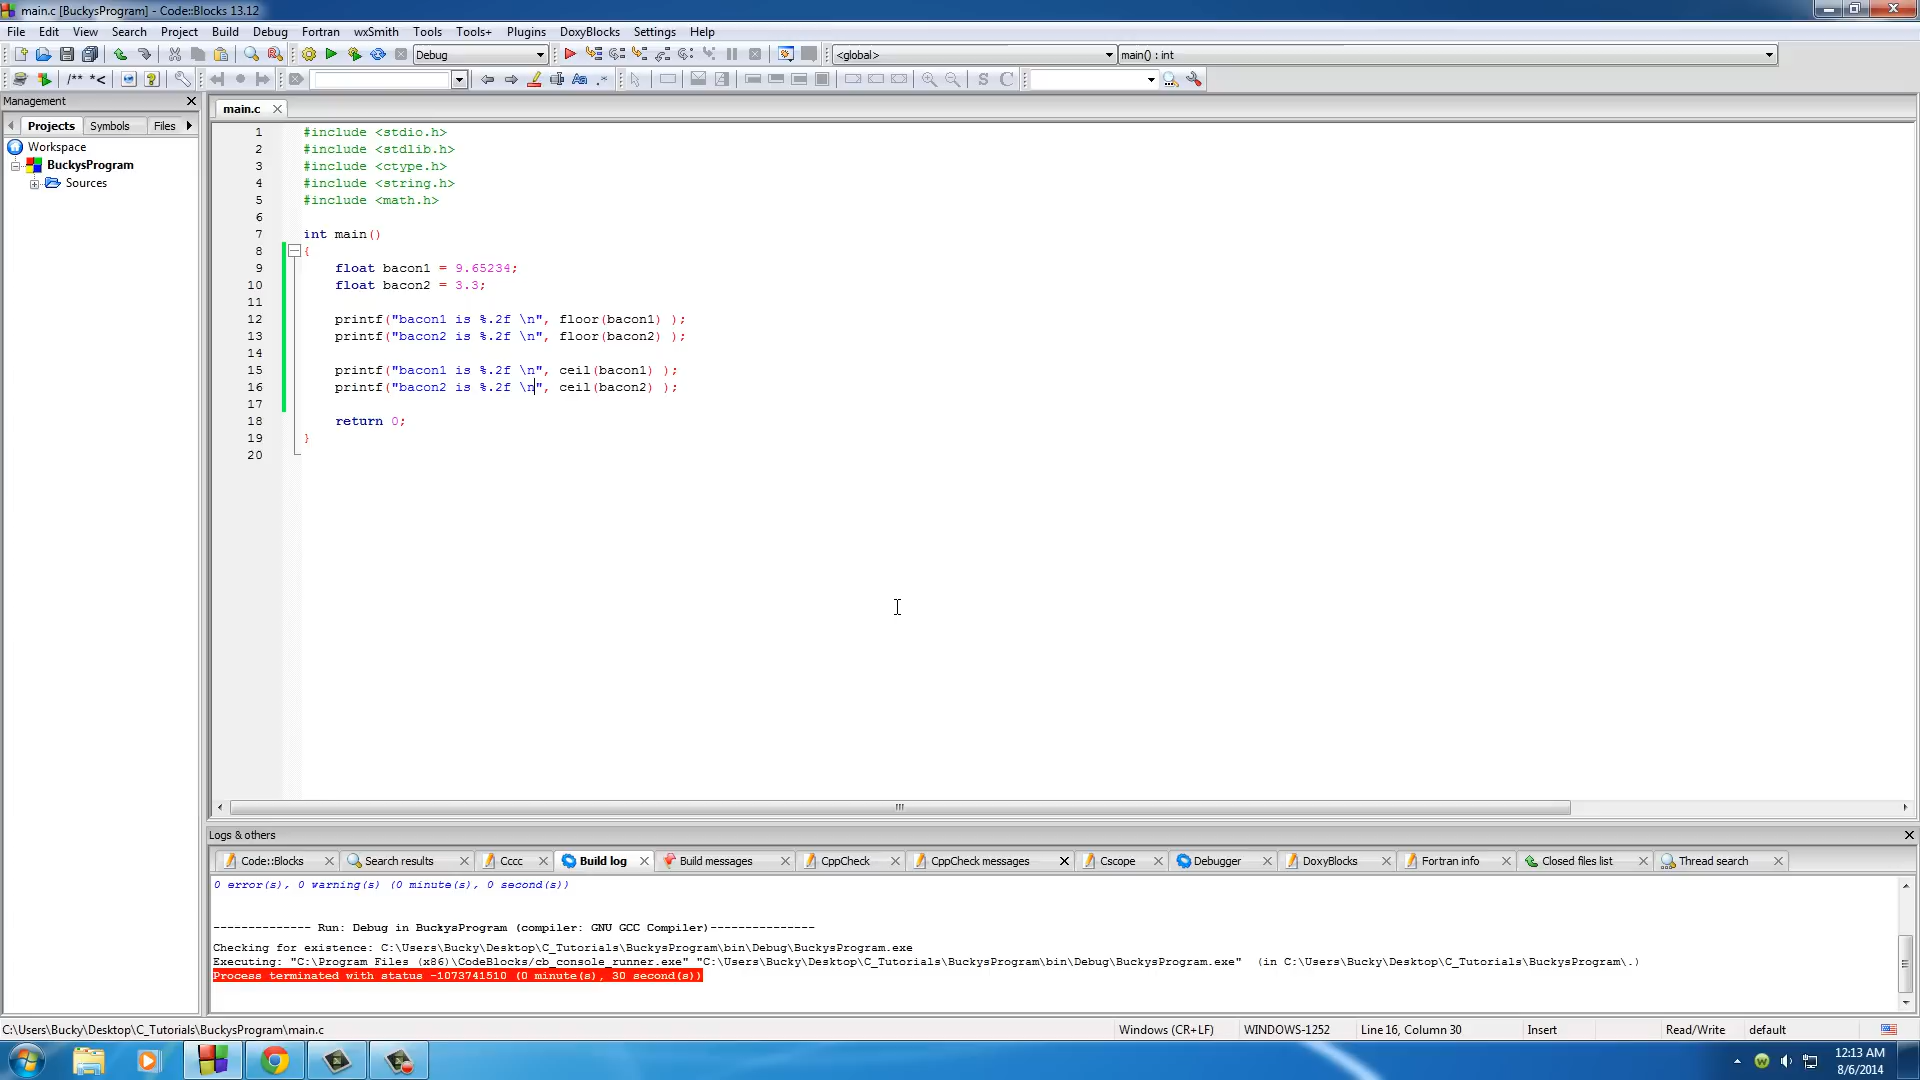 main.c [BuckysProgram] - Code::Blocks 13.12
File Edit View Search Project Build Debug Fortran wxSmith Tools Tools+ Plugins DoxyBlocks Settings Help
Debug <global> main() : int
/** *<
Management
main.c
Projects Symbols Files
Workspace
BuckysProgram
Sources
1 #include <stdio.h>
2 #include <stdlib.h>
3 #include <ctype.h>
4 #include <string.h>
5 #include <math.h>
6
7 int main()
8 {
9 float bacon1 = 9.65234;
10 float bacon2 = 3.3;
11
12 printf("bacon1 is %.2f \n", floor(bacon1) );
13 printf("bacon2 is %.2f \n", floor(bacon2) );
14
15 printf("bacon1 is %.2f \n", ceil(bacon1) );
16 printf("bacon2 is %.2f \n", ceil(bacon2) );
17
18 return 0;
19 }
20
Logs & others
Code::Blocks Search results Cccc Build log Build messages CppCheck CppCheck messages Cscope Debugger DoxyBlocks Fortran info Closed files list Thread search
0 error(s), 0 warning(s) (0 minute(s), 0 second(s))
-------------- Run: Debug in BuckysProgram (compiler: GNU GCC Compiler)---------------
Checking for existence: C:\Users\Bucky\Desktop\C_Tutorials\BuckysProgram\bin\Debug\BuckysProgram.exe
Executing: "C:\Program Files (x86)\CodeBlocks/cb_console_runner.exe" "C:\Users\Bucky\Desktop\C_Tutorials\BuckysProgram\bin\Debug\BuckysProgram.exe" (in C:\Users\Bucky\Desktop\C_Tutorials\BuckysProgram\.)
Process terminated with status -1073741510 (0 minute(s), 30 second(s))
C:\Users\Bucky\Desktop\C_Tutorials\BuckysProgram\main.c Windows (CR+LF) WINDOWS-1252 Line 16, Column 30 Insert Read/Write default
12:13 AM
8/6/2014